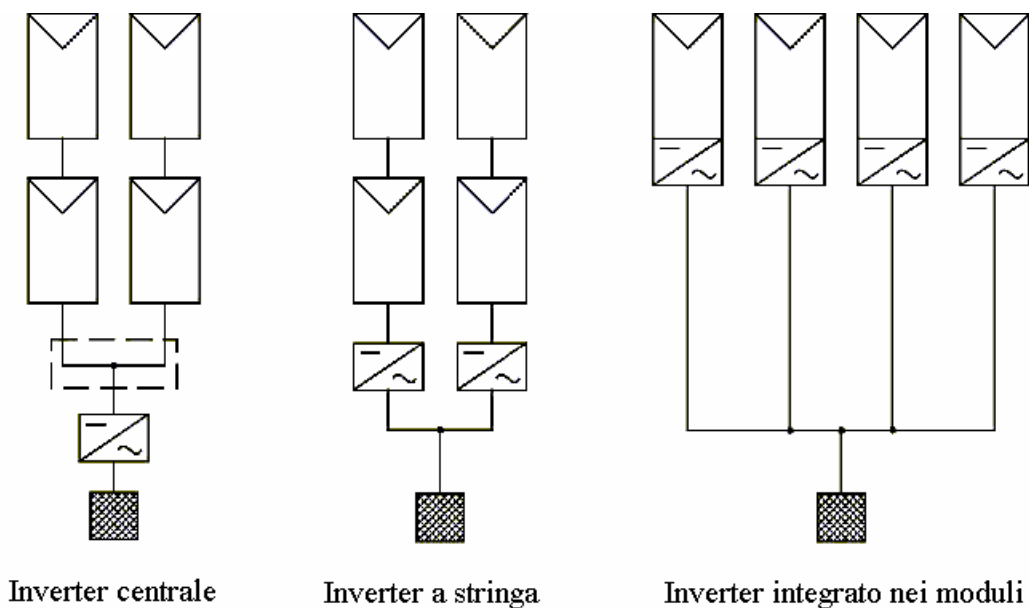 Inverter centrale
Inverter a stringa
Inverter integrato nei moduli